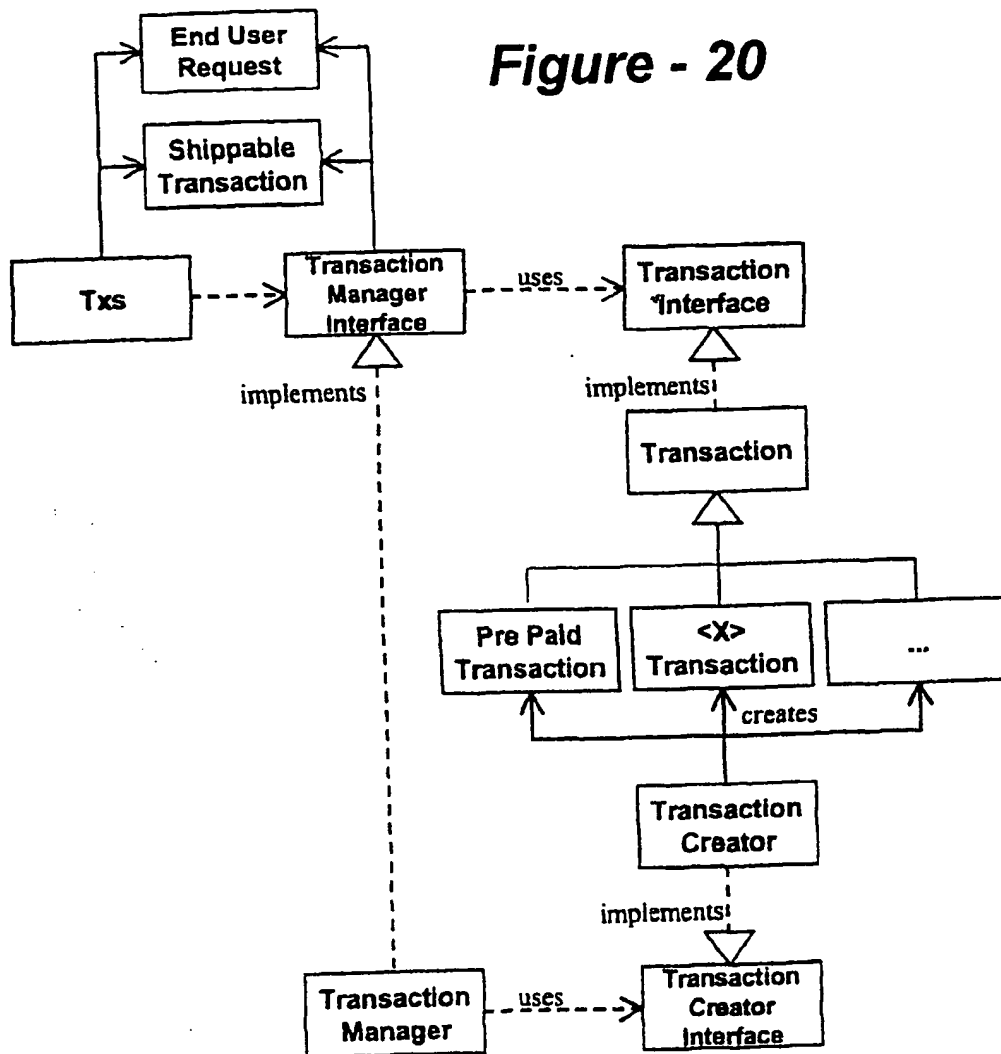 End User
Request
Figure - 20
Shippable
Transaction
Txs
Transaction
Manager
Interface
uses
Transaction
Interface
implements
implements
Transaction
Pre Paid
Transaction
<X>
Transaction
...
creates
Transaction
Creator
implements
Transaction
Manager
uses
Transaction
Creator
Interface